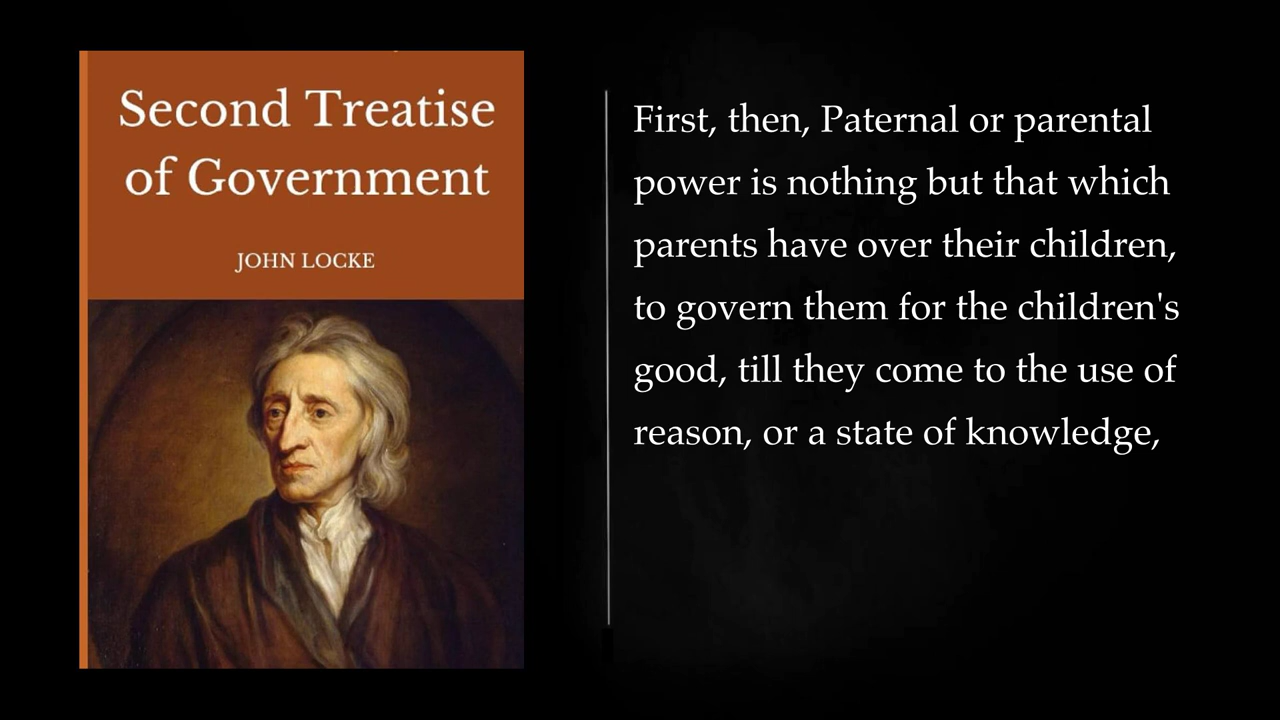 Second Treatise
of Government
JOHN LOCKE
First, then, Paternal or parental
power is nothing but that which
parents have over their children,
to govern them for the children's
good, till they come to the use of
reason, or a state of knowledge,